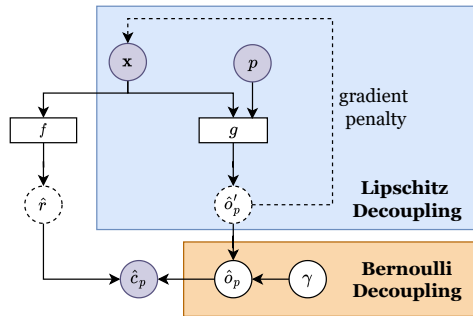 x
p
gradient
penalty
f
g
r̂
ô′ₚ
Lipschitz
Decoupling
ĉₚ
ôₚ
γ
Bernoulli
Decoupling